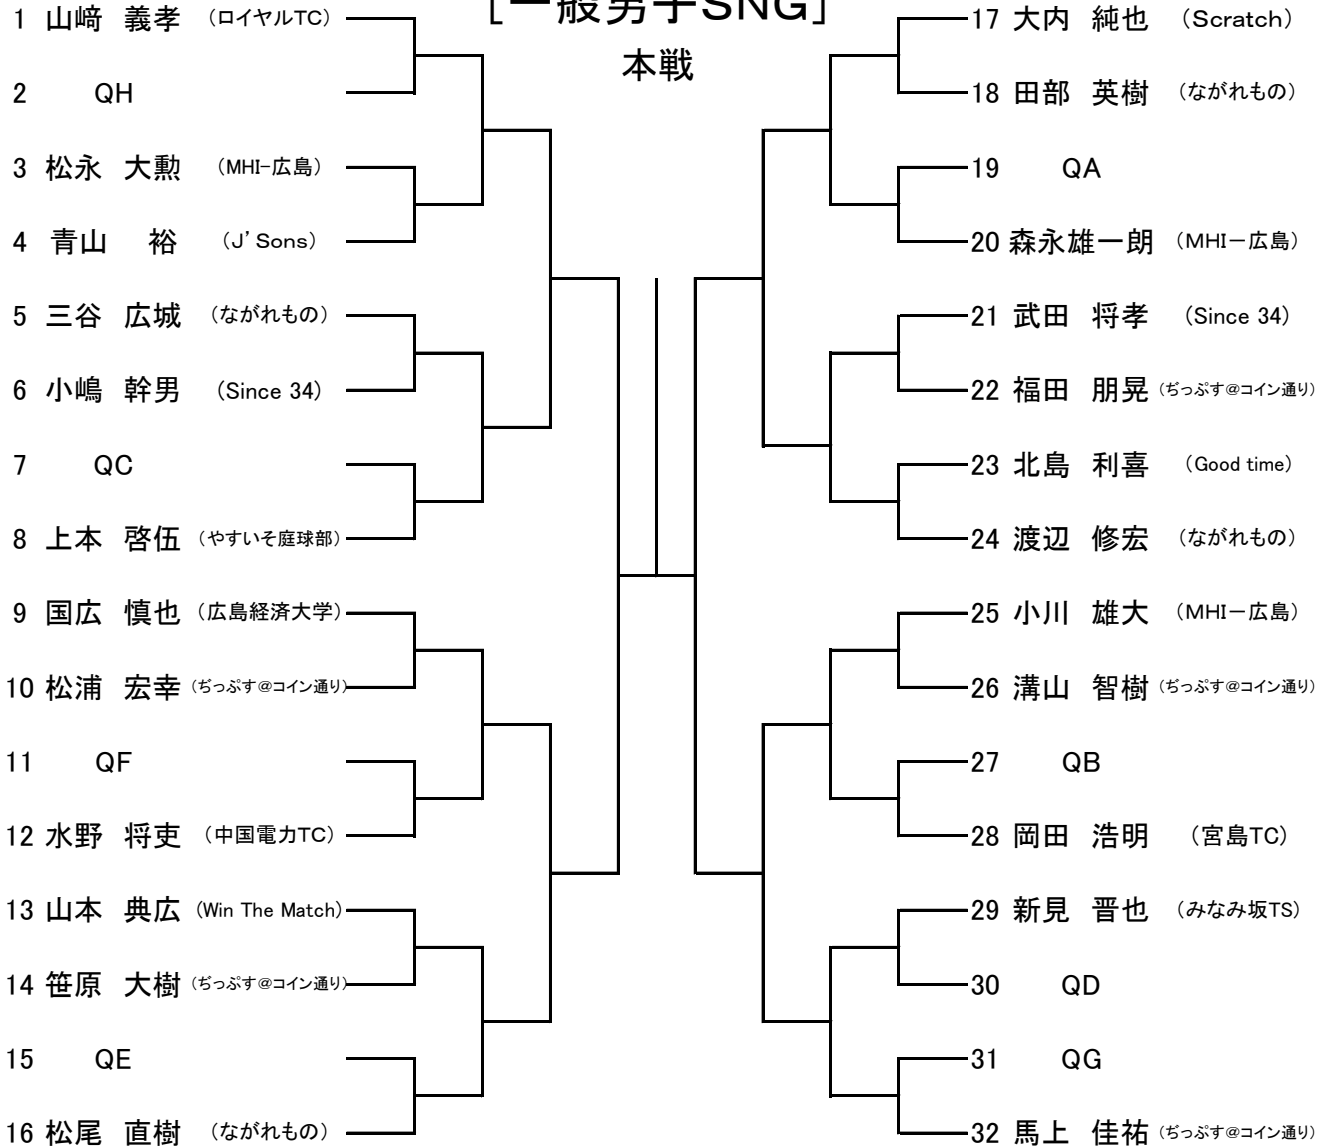 [一般男子SNG]
本戦
1 山﨑 義孝 (ロイヤルTC)
2 QH
3 松永 大勲 (MHI-広島)
4 青山 裕 (J'Sons)
5 三谷 広城 (ながれもの)
6 小嶋 幹男 (Since 34)
7 QC
8 上本 啓伍 (やすいそ庭球部)
9 国広 慎也 (広島経済大学)
10 松浦 宏幸 (ぢっぷす@コイン通り)
11 QF
12 水野 将吏 (中国電力TC)
13 山本 典広 (Win The Match)
14 笹原 大樹 (ぢっぷす@コイン通り)
15 QE
16 松尾 直樹 (ながれもの)
17 大内 純也 (Scratch)
18 田部 英樹 (ながれもの)
19 QA
20 森永雄一朗 (MHI－広島)
21 武田 将孝 (Since 34)
22 福田 朋晃 (ぢっぷす@コイン通り)
23 北島 利喜 (Good time)
24 渡辺 修宏 (ながれもの)
25 小川 雄大 (MHI－広島)
26 溝山 智樹 (ぢっぷす@コイン通り)
27 QB
28 岡田 浩明 (宮島TC)
29 新見 晋也 (みなみ坂TS)
30 QD
31 QG
32 馬上 佳祐 (ぢっぷす@コイン通り)